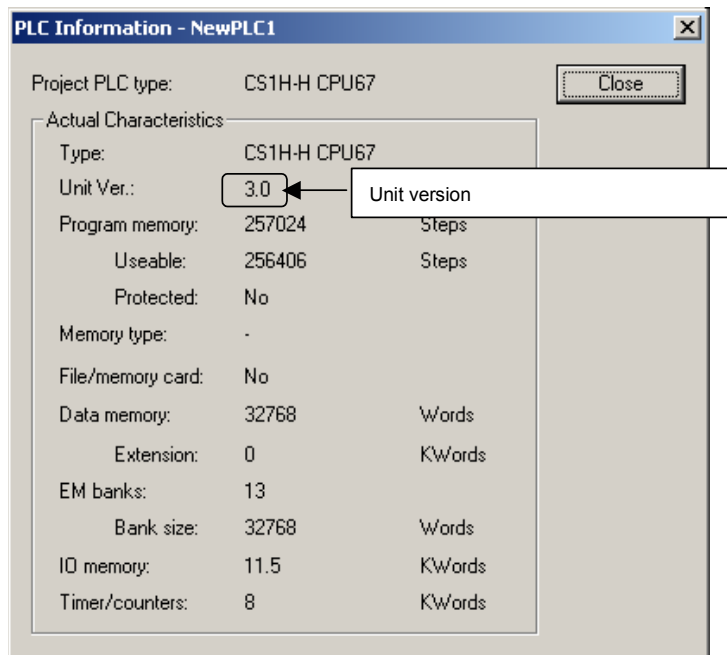 PLC Information - NewPLC1
Project PLC type: CS1H-H CPU67 Close
Actual Characteristics
Type: CS1H-H CPU67
Unit Ver.: 3.0 Unit version
Program memory: 257024 Steps
Useable: 256406 Steps
Protected: No
Memory type: -
File/memory card: No
Data memory: 32768 Words
Extension: 0 KWords
EM banks: 13
Bank size: 32768 Words
IO memory: 11.5 KWords
Timer/counters: 8 KWords